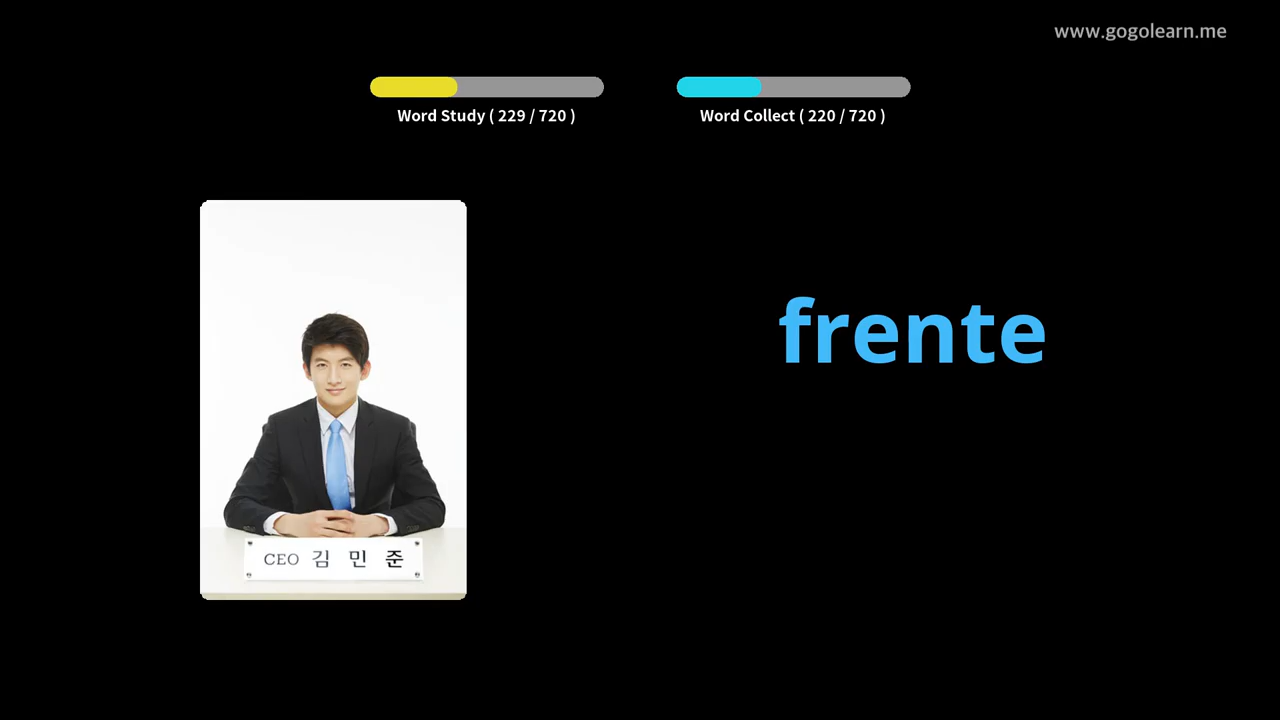 www.gogolearn.me
Word Study ( 229 / 720 )
Word Collect ( 220 / 720 )
frente
CEO 김 민 준